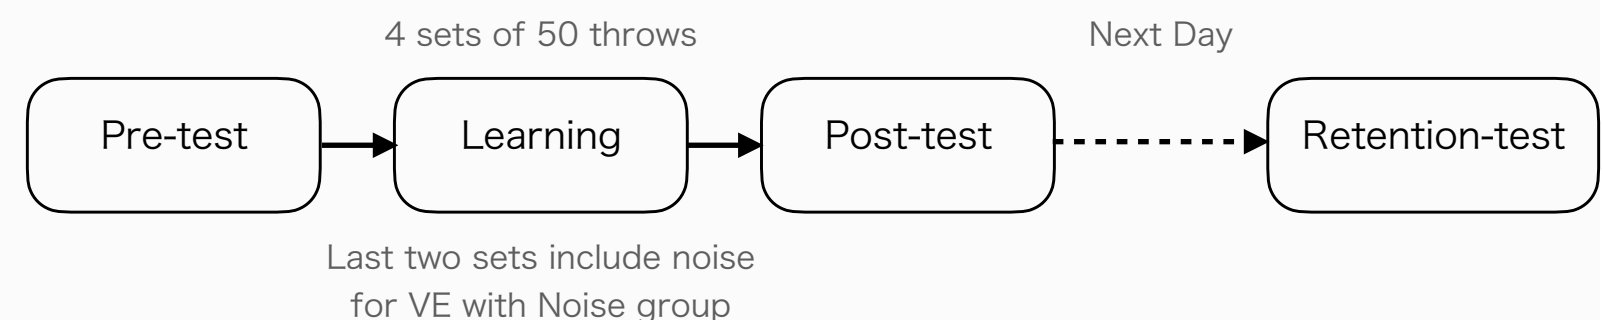 4 sets of 50 throws
Next Day
Pre-test
Learning
Post-test
Retention-test
Last two sets include noise
for VE with Noise group